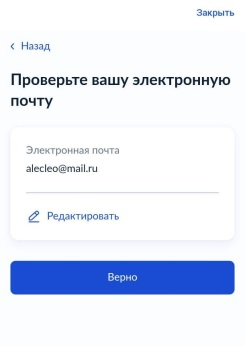 Закрыть
Назад
Проверьте вашу электронную
почту
Электронная почта
alecleo@mail.ru
Редактировать
Верно